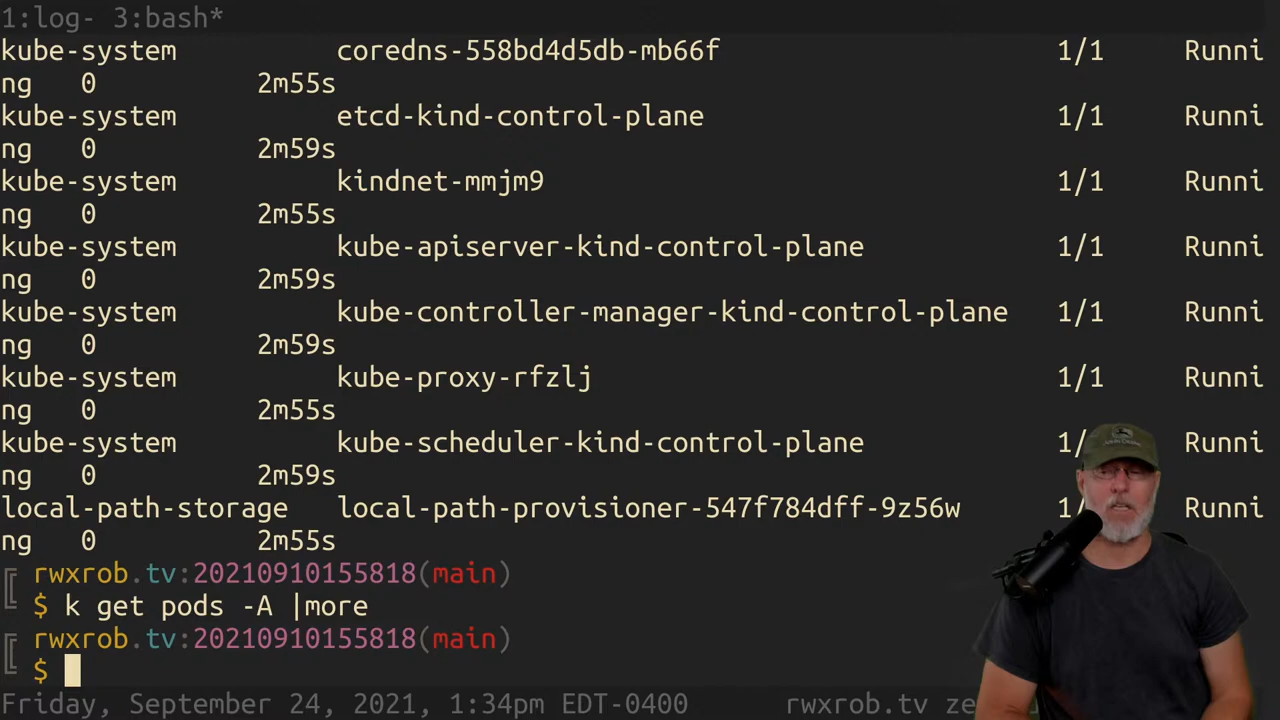 1:log- 3:bash*
kube-system coredns-558bd4d5db-mb66f 1/1 Runni
ng 0 2m55s
kube-system etcd-kind-control-plane 1/1 Runni
ng 0 2m59s
kube-system kindnet-mmjm9 1/1 Runni
ng 0 2m55s
kube-system kube-apiserver-kind-control-plane 1/1 Runni
ng 0 2m59s
kube-system kube-controller-manager-kind-control-plane 1/1 Runni
ng 0 2m59s
kube-system kube-proxy-rfzlj 1/1 Runni
ng 0 2m55s
kube-system kube-scheduler-kind-control-plane 1/ Runni
ng 0 2m59s
local-path-storage local-path-provisioner-547f784dff-9z56w 1/ Runni
ng 0 2m55s
rwxrob.tv:20210910155818(main)
$ k get pods -A |more
rwxrob.tv:20210910155818(main)
$
Friday, September 24, 2021, 1:34pm EDT-0400 rwxrob.tv ze